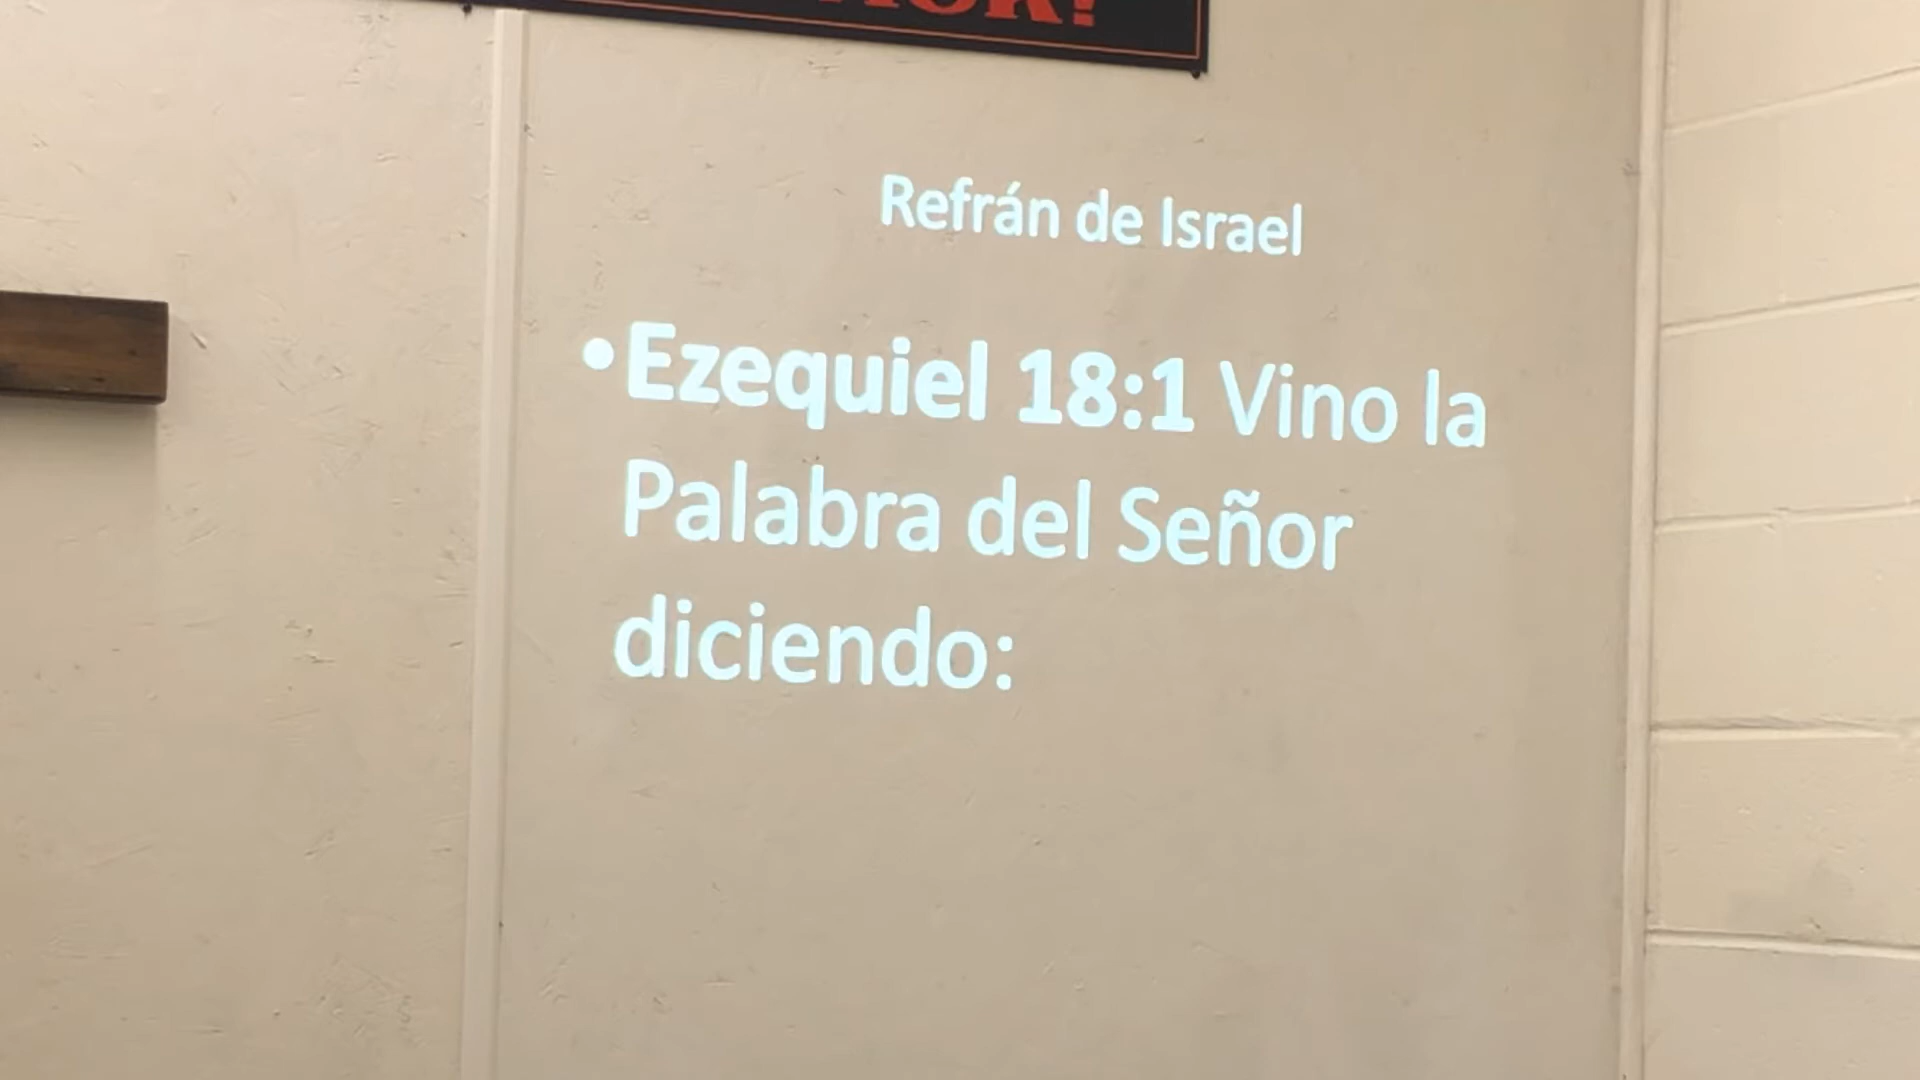 Refrán de Israel
•Ezequiel 18:1 Vino la
Palabra del Señor
diciendo: